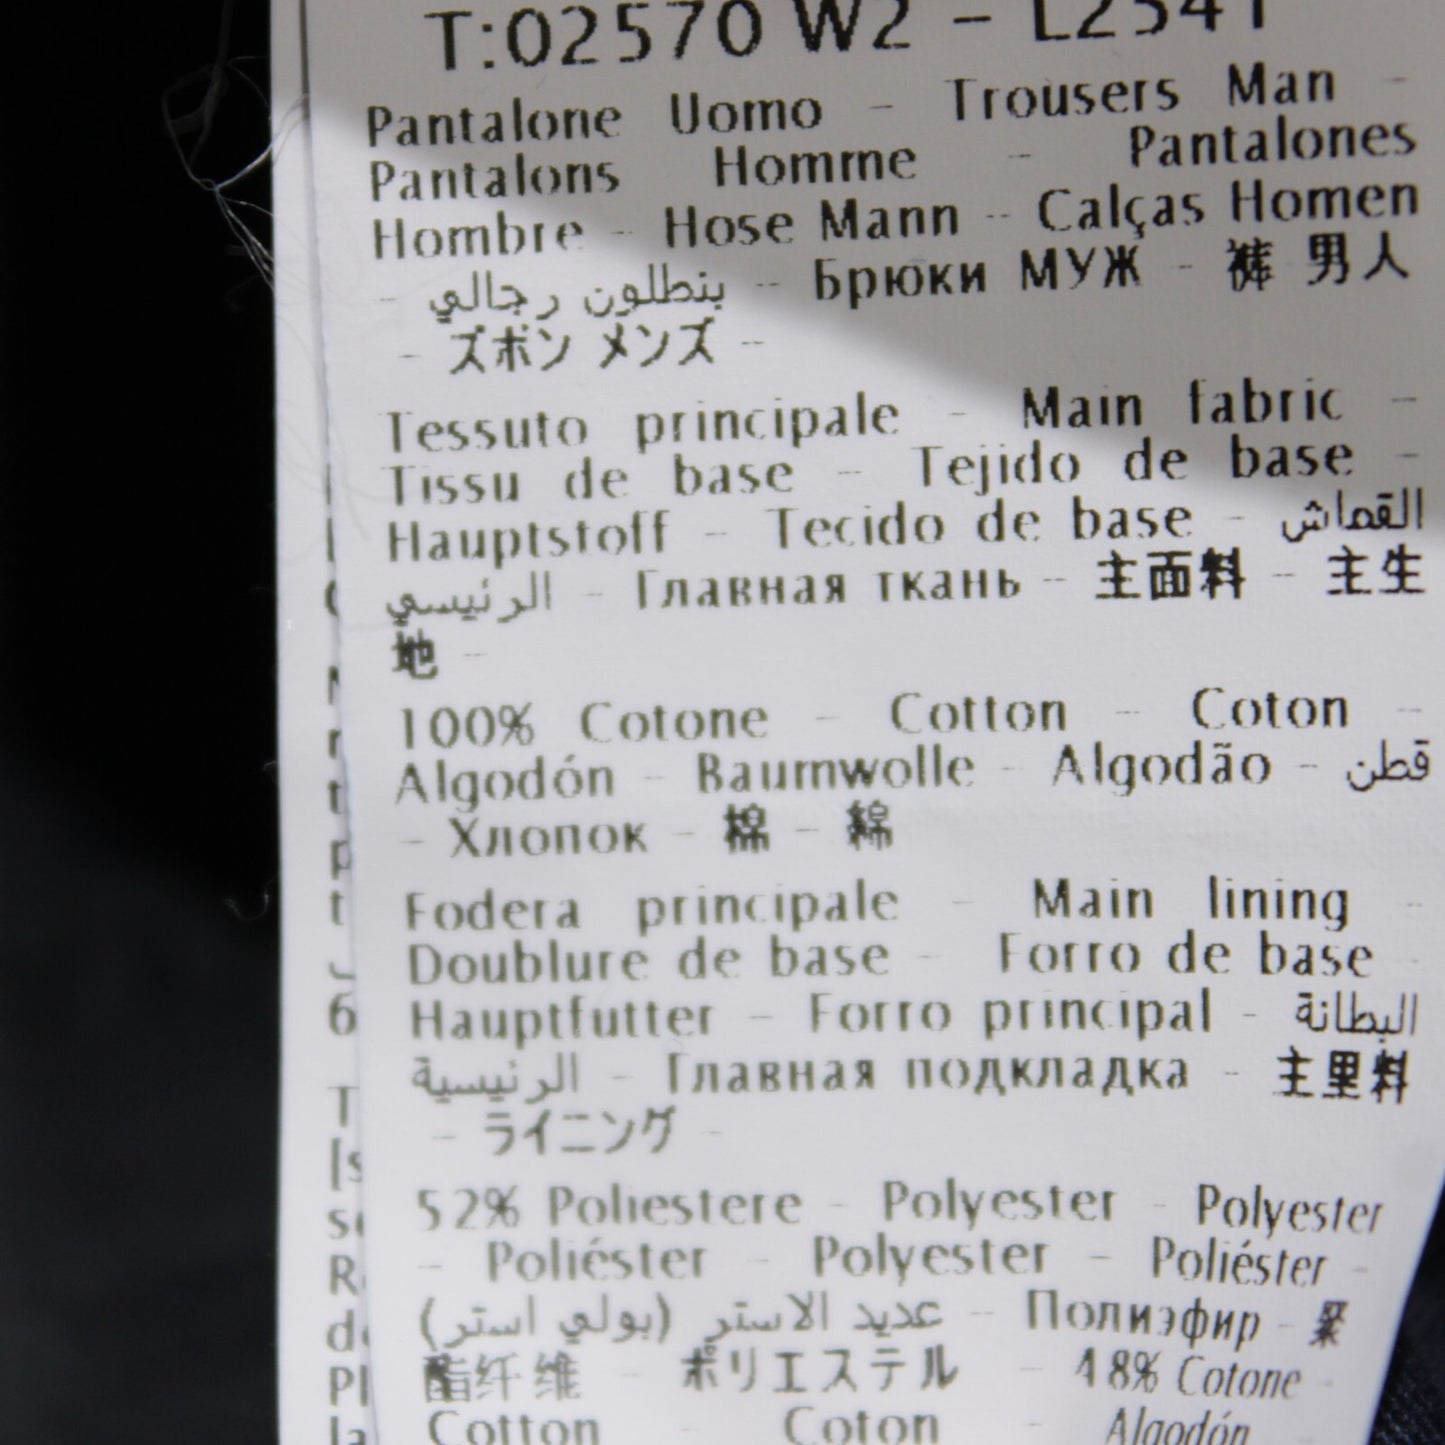 T:02570 W2 - L2541
Pantalone Uomo - Trousers Man -
Pantalons Homme - Pantalones
Hombre - Hose Mann - Calças Homen
- بنطلون رجالي - Брюки МУЖ - 裤 男人
- ズボン メンズ -
Tessuto principale - Main fabric -
Tissu de base - Tejido de base -
Hauptstoff - Tecido de base - القماش
الرئيسي - Главная ткань - 主面料 - 主生
地 -
100% Cotone - Cotton - Coton -
Algodón - Baumwolle - Algodão - قطن
- Хлопок - 棉 - 綿
Fodera principale - Main lining -
Doublure de base - Forro de base -
Hauptfutter - Forro principal - البطانة
الرئيسية - Главная подкладка - 主里料
- ライニング -
52% Poliestere - Polyester - Polyester
- Poliéster - Polyester - Poliéster -
عديد الاستر (بولي استر) - Полиэфир - 聚
酯纤维 - ポリエステル - 48% Cotone -
Cotton - Coton - Algodón